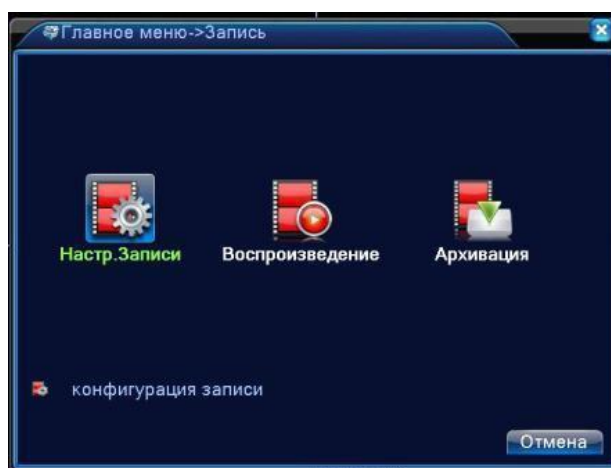 Главное меню->Запись
Настр.Записи
Воспроизведение
Архивация
конфигурация записи
Отмена